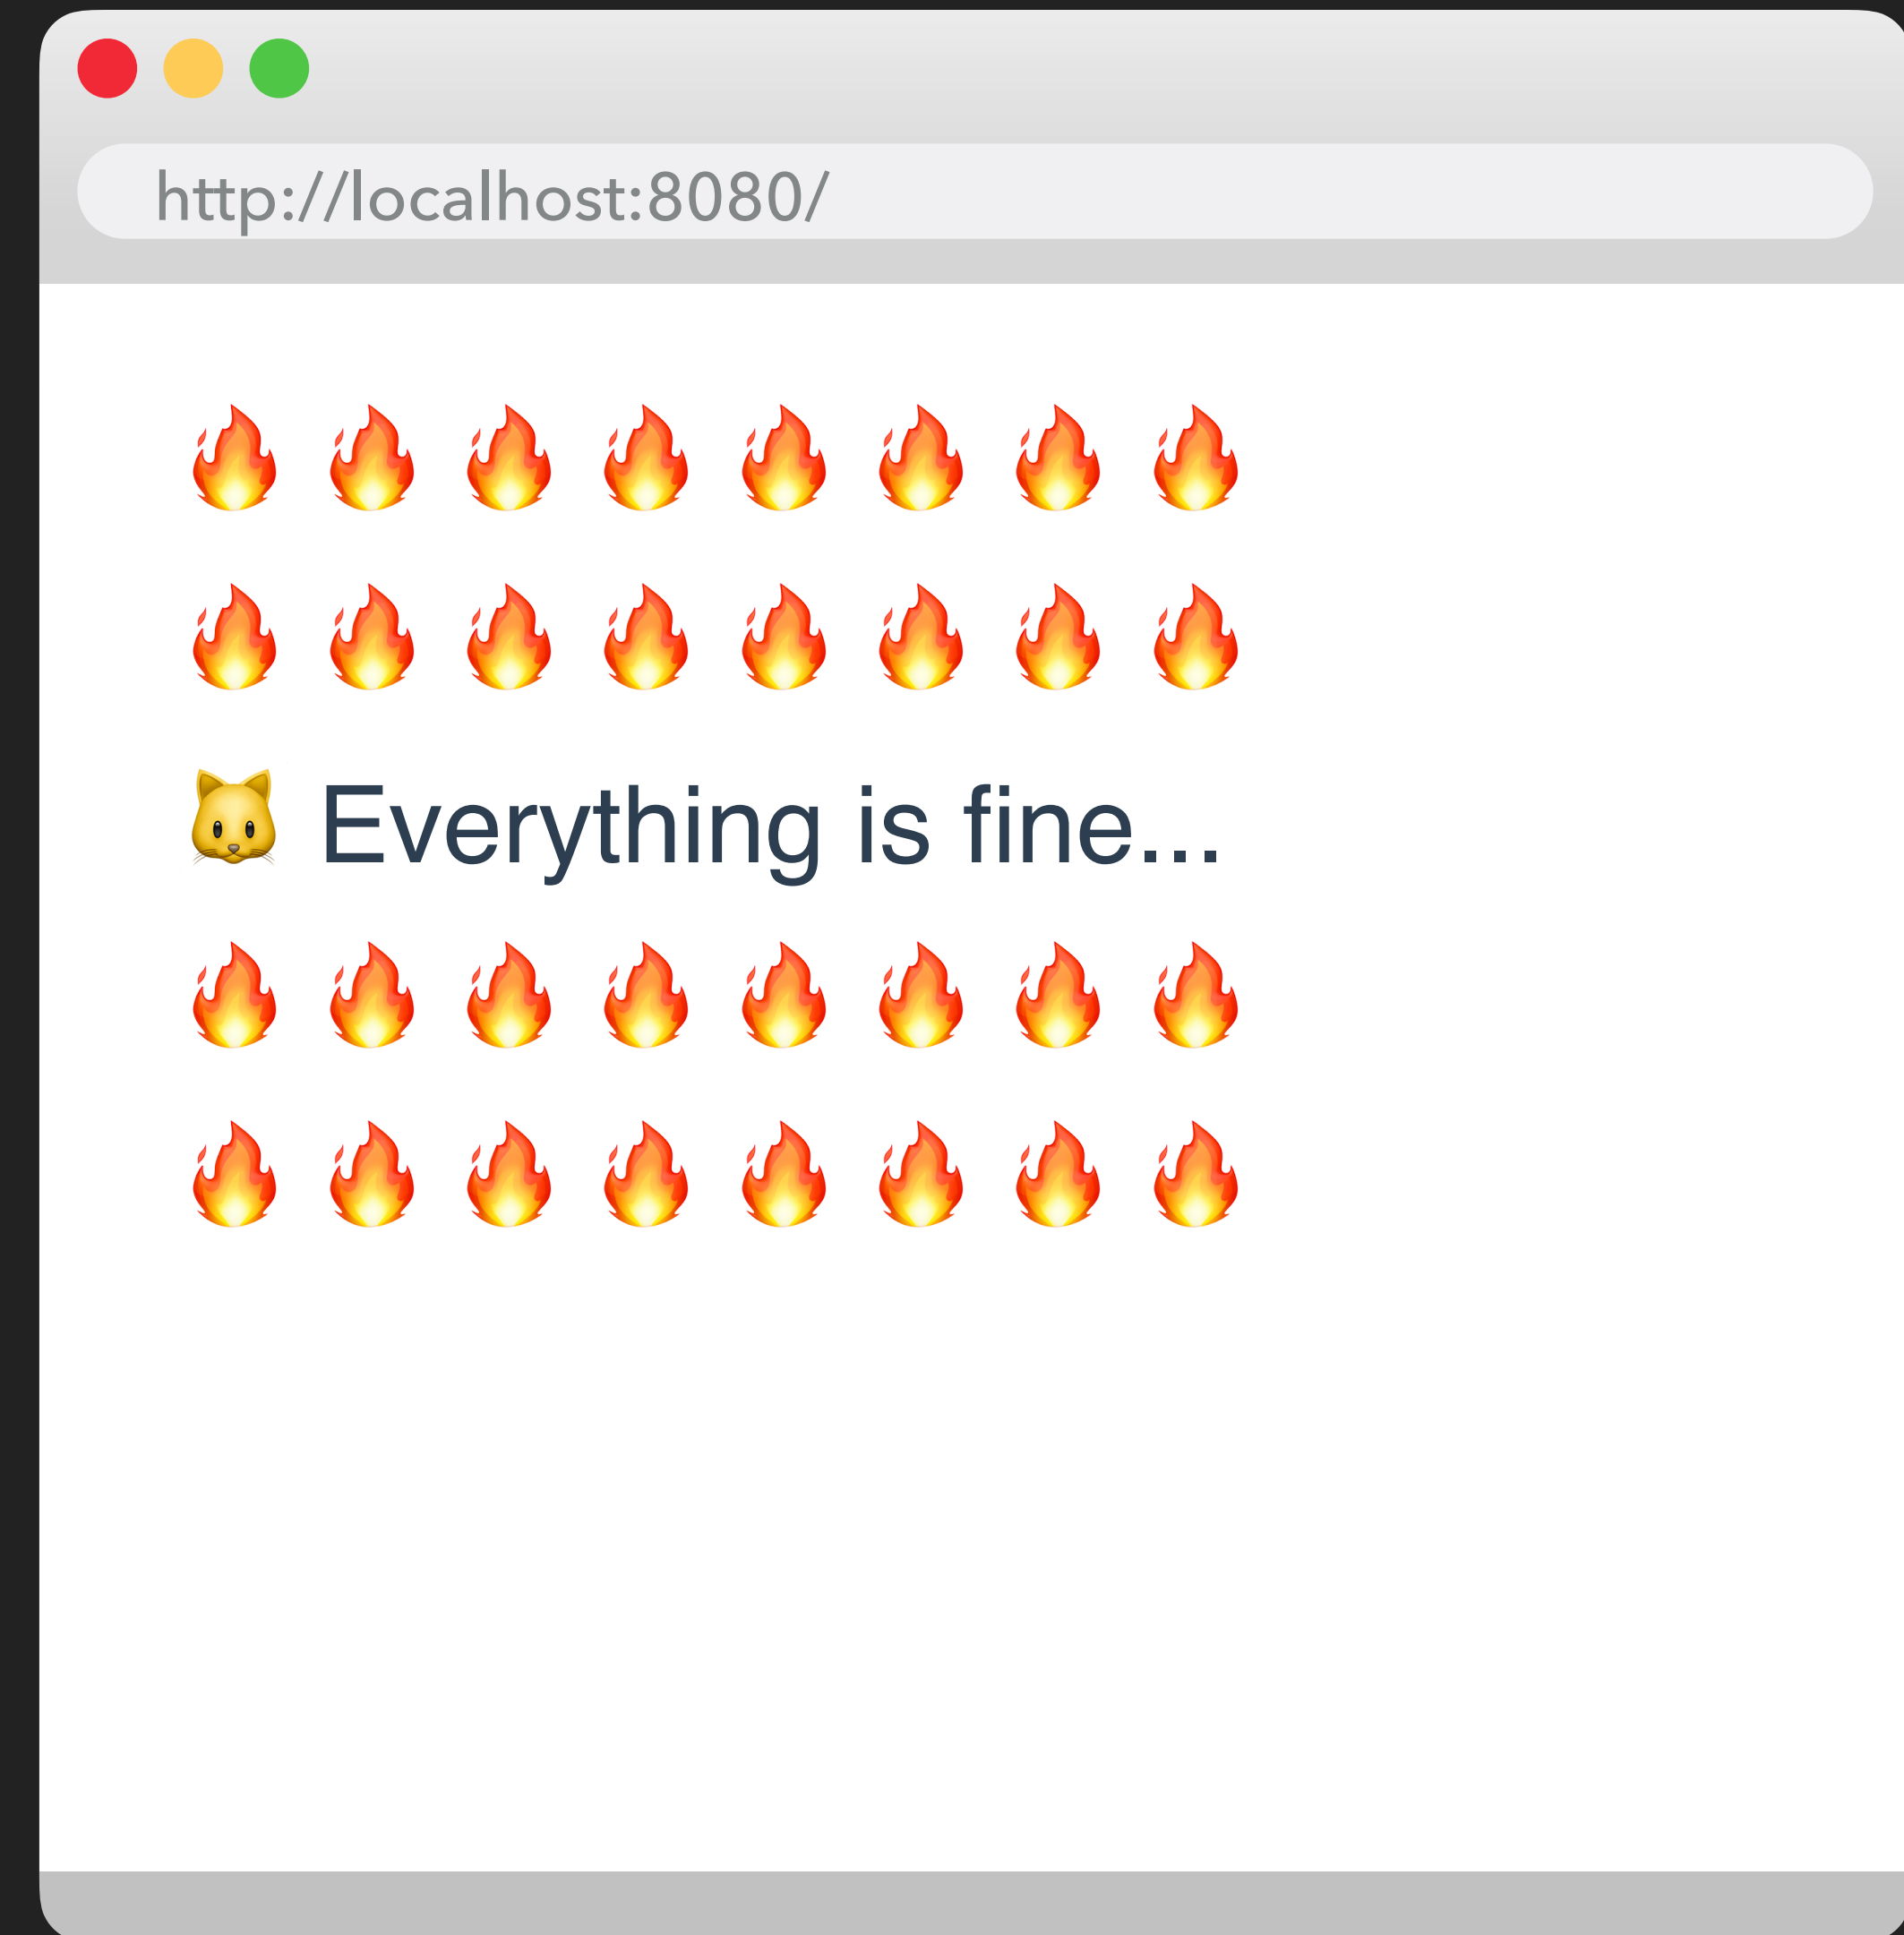 http://localhost:8080/
🔥 🔥 🔥 🔥 🔥 🔥 🔥 🔥
🔥 🔥 🔥 🔥 🔥 🔥 🔥 🔥
🐱 Everything is fine...
🔥 🔥 🔥 🔥 🔥 🔥 🔥 🔥
🔥 🔥 🔥 🔥 🔥 🔥 🔥 🔥